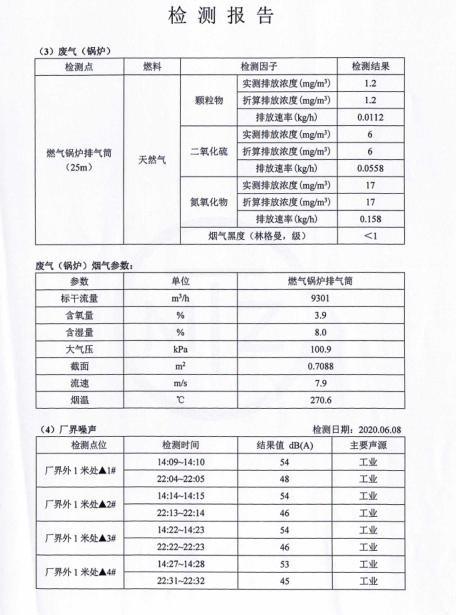 检测报告
（3）废气（锅炉）
检测点 燃料 检测因子 检测结果
燃气锅炉排气筒（25m） 天然气 颗粒物 实测排放浓度(mg/m³) 1.2
折算排放浓度(mg/m³) 1.2
排放速率(kg/h) 0.0112
二氧化硫 实测排放浓度(mg/m³) 6
折算排放浓度(mg/m³) 6
排放速率(kg/h) 0.0558
氮氧化物 实测排放浓度(mg/m³) 17
折算排放浓度(mg/m³) 17
排放速率(kg/h) 0.158
烟气黑度（林格曼，级） ＜1
废气（锅炉）烟气参数：
参数 单位 燃气锅炉排气筒
标干流量 m³/h 9301
含氧量 % 3.9
含湿量 % 8.0
大气压 kPa 100.9
截面 m² 0.7088
流速 m/s 7.9
烟温 ℃ 270.6
（4）厂界噪声 检测日期：2020.06.08
检测点位 检测时间 结果值 dB(A) 主要声源
厂界外1米处▲1# 14:09~14:10 54 工业
22:04~22:05 48 工业
厂界外1米处▲2# 14:14~14:15 54 工业
22:13~22:14 46 工业
厂界外1米处▲3# 14:22~14:23 54 工业
22:22~22:23 46 工业
厂界外1米处▲4# 14:27~14:28 53 工业
22:31~22:32 45 工业